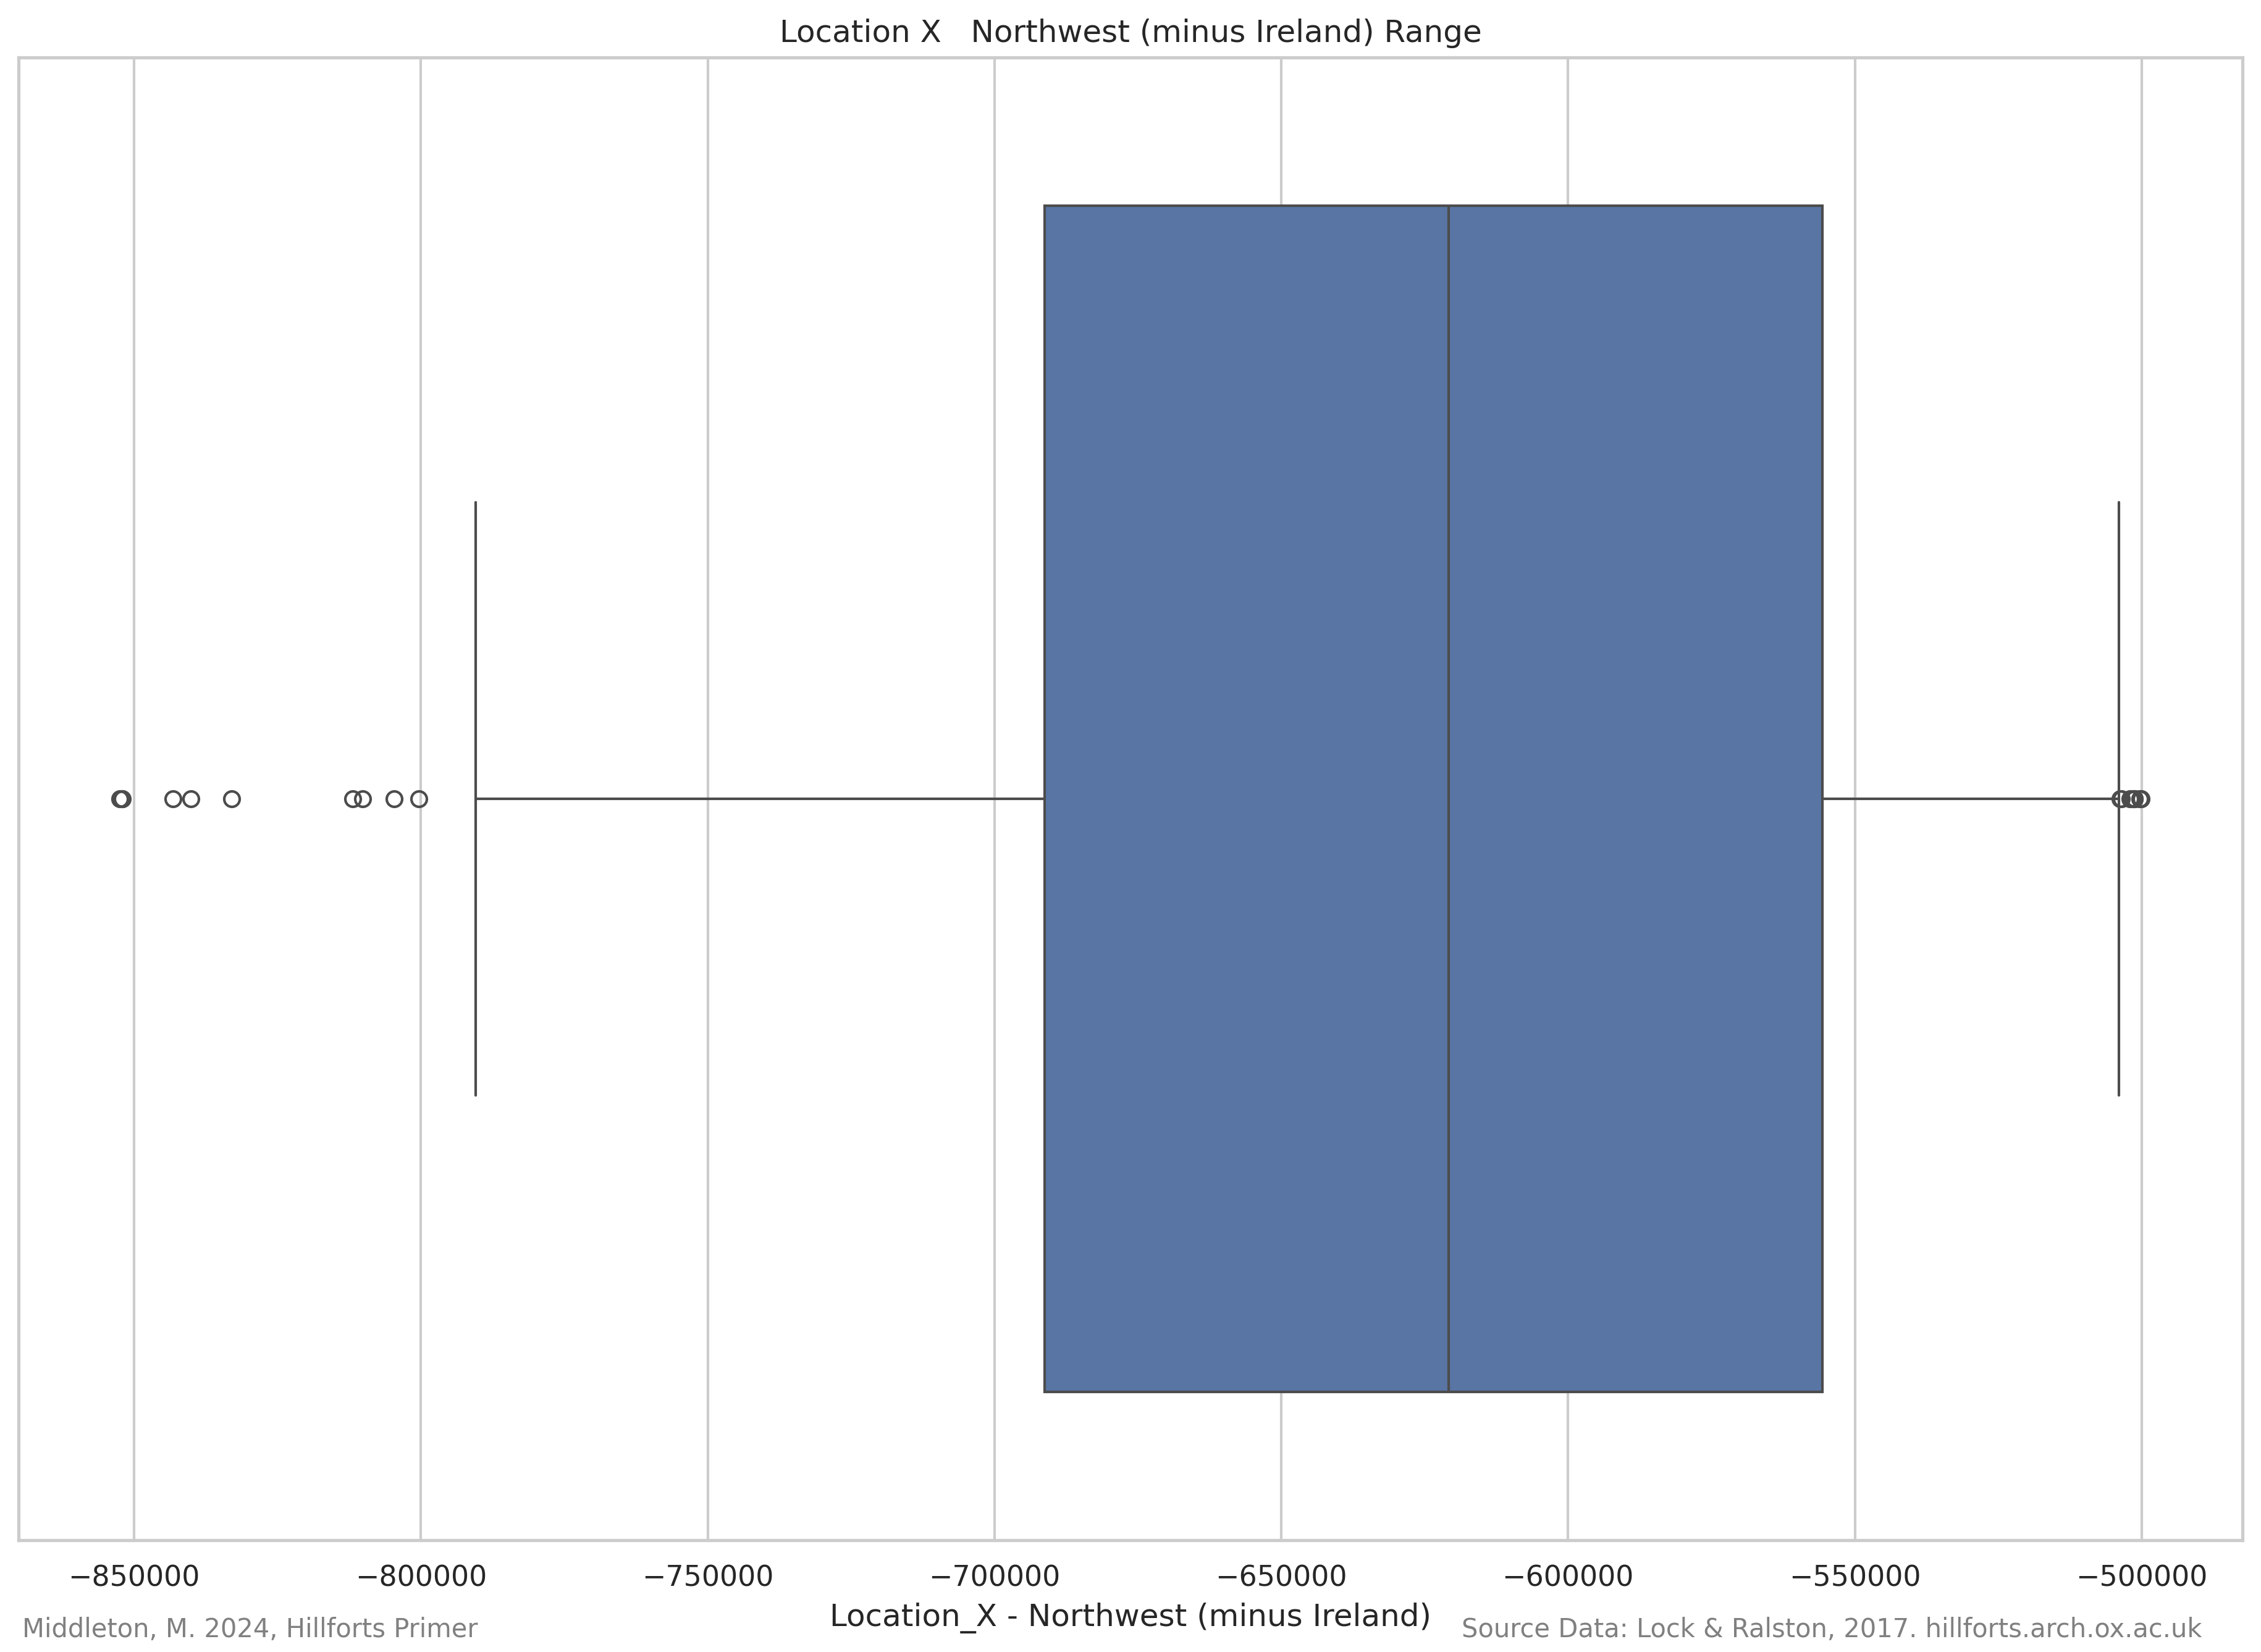 Location X   Northwest (minus Ireland) Range
−850000 −800000 −750000 −700000 −650000 −600000 −550000 −500000
Location_X - Northwest (minus Ireland)
Middleton, M. 2024, Hillforts Primer
Source Data: Lock & Ralston, 2017. hillforts.arch.ox.ac.uk